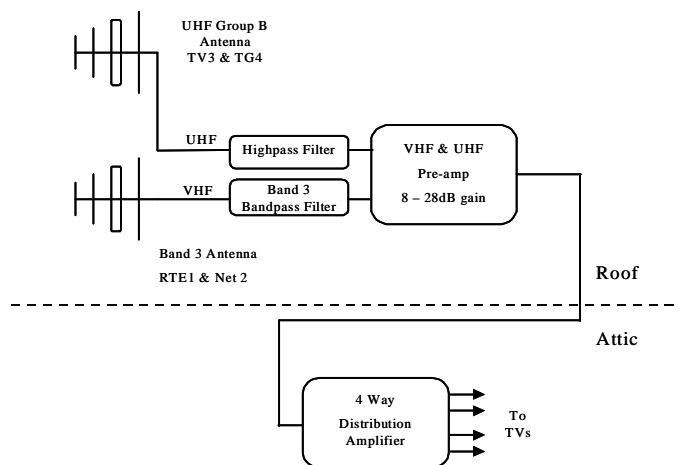 UHF Group B
Antenna
TV3 & TG4
UHF
Highpass Filter
VHF & UHF
Pre-amp
8 – 28dB gain
VHF
Band 3
Bandpass Filter
Band 3 Antenna
RTE1 & Net 2
Roof
Attic
4 Way
Distribution
Amplifier
To
TVs